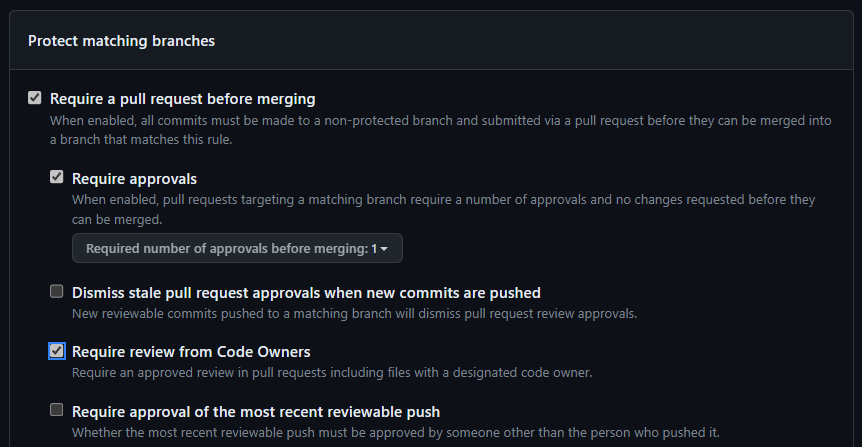 Protect matching branches
Require a pull request before merging
When enabled, all commits must be made to a non-protected branch and submitted via a pull request before they can be merged into
a branch that matches this rule.
Require approvals
When enabled, pull requests targeting a matching branch require a number of approvals and no changes requested before they
can be merged.
Required number of approvals before merging: 1
Dismiss stale pull request approvals when new commits are pushed
New reviewable commits pushed to a matching branch will dismiss pull request review approvals.
Require review from Code Owners
Require an approved review in pull requests including files with a designated code owner.
Require approval of the most recent reviewable push
Whether the most recent reviewable push must be approved by someone other than the person who pushed it.